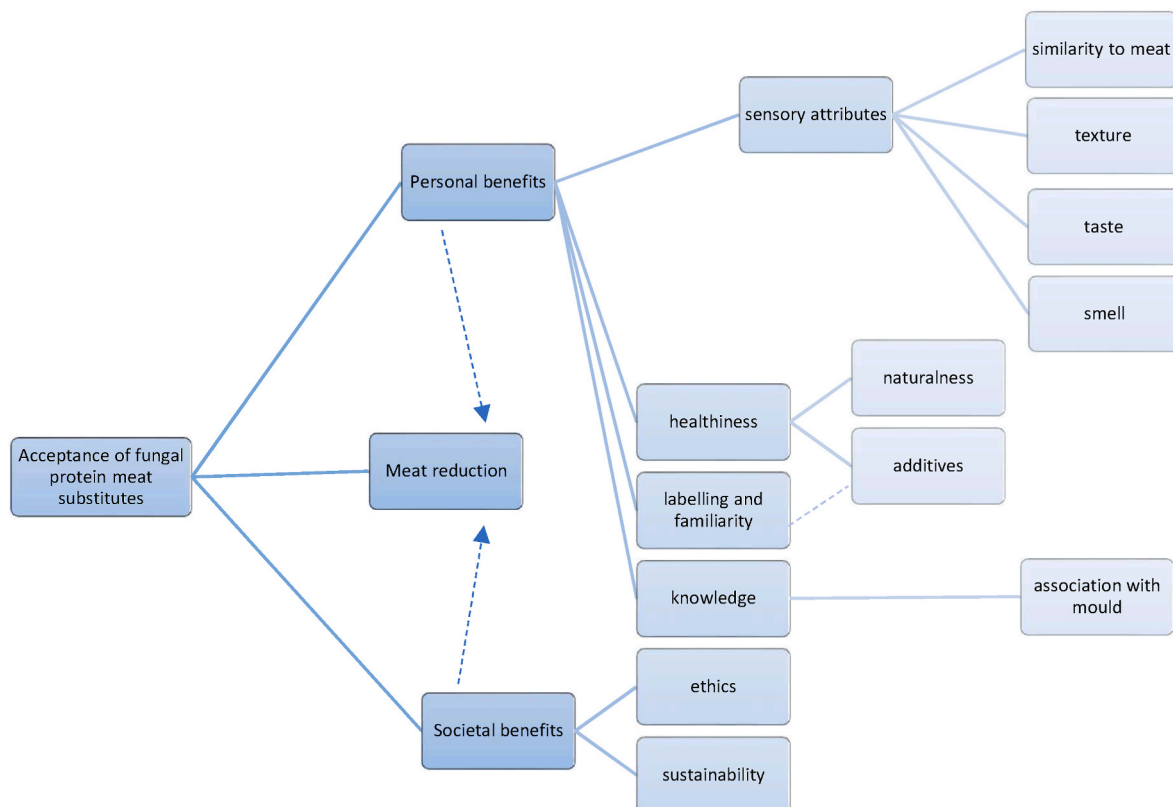 similarity to meat
sensory attributes
texture
Personal benefits
taste
smell
naturalness
healthiness
Acceptance of fungal
protein meat
substitutes
Meat reduction
additives
labelling and
familiarity
knowledge
association with
mould
ethics
Societal benefits
sustainability